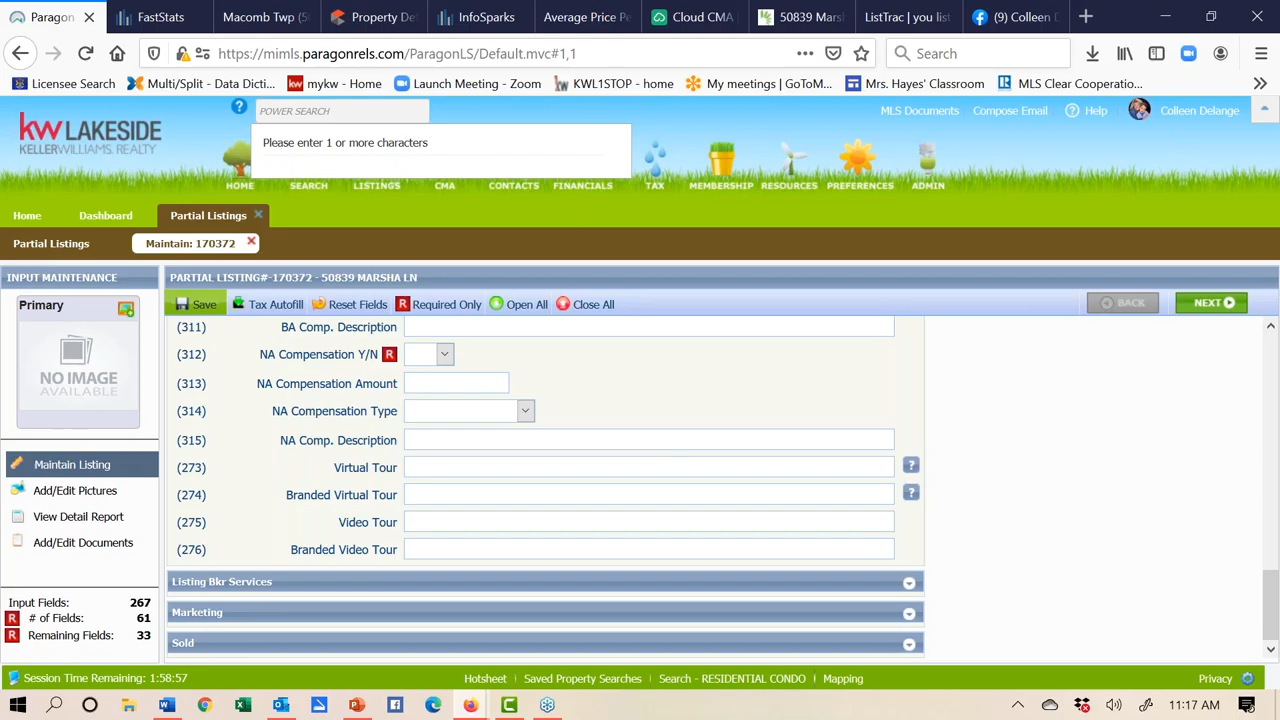 Paragon
FastStats
Macomb Twp (50
Property Det
InfoSparks
Average Price Pe
Cloud CMA
50839 Marsh
ListTrac | you list
(9) Colleen D
https://mimls.paragonrels.com/ParagonLS/Default.mvc#1,1
Search
Licensee Search
Multi/Split - Data Dicti...
kw mykw - Home
Launch Meeting - Zoom
KWL1STOP - home
My meetings | GoToM...
Mrs. Hayes' Classroom
MLS Clear Cooperatio...
kw LAKESIDE
KELLERWILLIAMS. REALTY
POWER SEARCH
Please enter 1 or more characters
MLS Documents
Compose Email
Help
Colleen Delange
HOME
SEARCH
LISTINGS
CMA
CONTACTS
FINANCIALS
TAX
MEMBERSHIP
RESOURCES
PREFERENCES
ADMIN
Home
Dashboard
Partial Listings
Partial Listings
Maintain: 170372
INPUT MAINTENANCE
Primary
NO IMAGE
AVAILABLE
Maintain Listing
Add/Edit Pictures
View Detail Report
Add/Edit Documents
Input Fields: 267
R # of Fields: 61
R Remaining Fields: 33
PARTIAL LISTING#-170372 - 50839 MARSHA LN
Save
Tax Autofill
Reset Fields
R Required Only
Open All
Close All
BACK
NEXT
(311) BA Comp. Description
(312) NA Compensation Y/N R
(313) NA Compensation Amount
(314) NA Compensation Type
(315) NA Comp. Description
(273) Virtual Tour ?
(274) Branded Virtual Tour ?
(275) Video Tour
(276) Branded Video Tour
Listing Bkr Services
Marketing
Sold
Session Time Remaining: 1:58:57
Hotsheet | Saved Property Searches | Search - RESIDENTIAL CONDO | Mapping
Privacy
11:17 AM